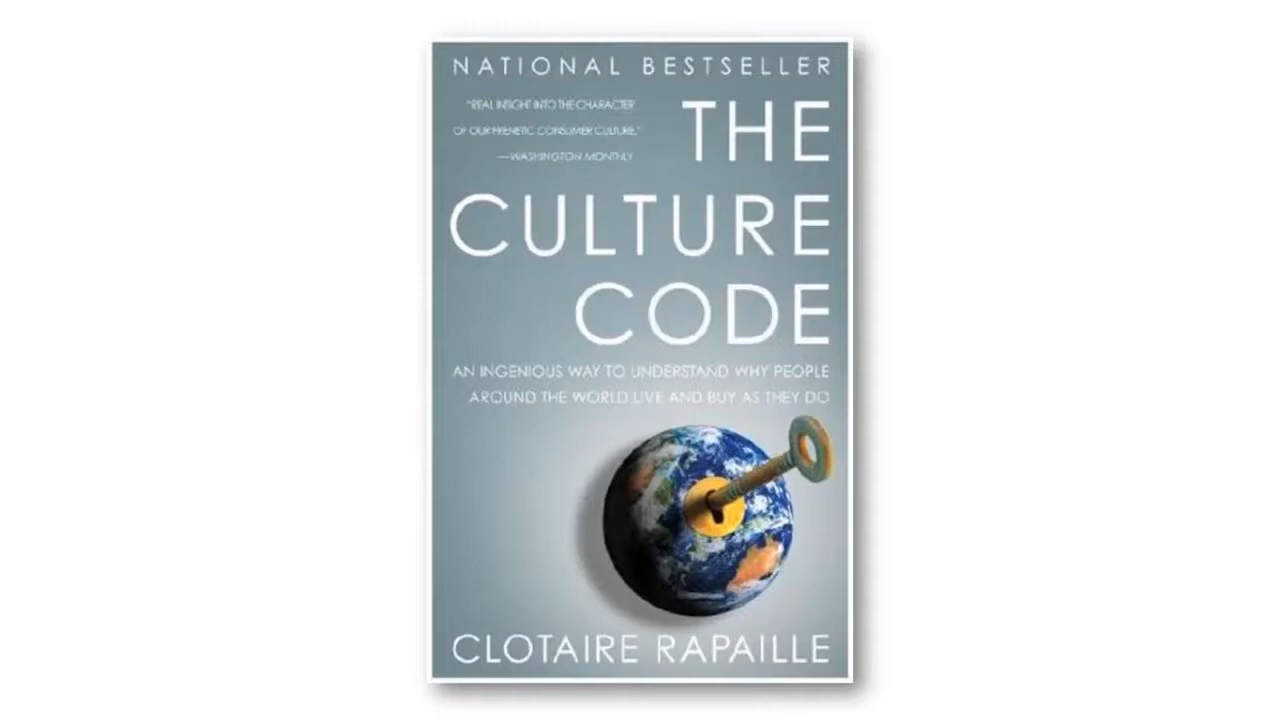 NATIONAL BESTSELLER
"REAL INSIGHT INTO THE CHARACTER
OF OUR FRENETIC CONSUMER CULTURE."
—WASHINGTON MONTHLY
THE
CULTURE
CODE
AN INGENIOUS WAY TO UNDERSTAND WHY PEOPLE
AROUND THE WORLD LIVE AND BUY AS THEY DO
CLOTAIRE RAPAILLE